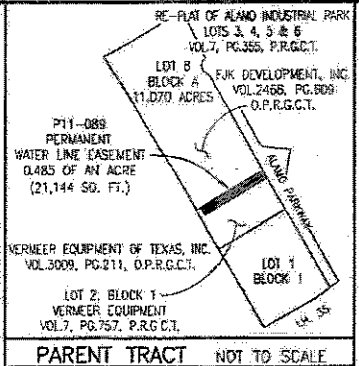 RE-PLAT OF ALAMO INDUSTRIAL PARK
LOTS 3, 4, 5 & 6
VOL.7, PG.355, P.R.G.C.T.
LOT 8
BLOCK A
11.070 ACRES
FJK DEVELOPMENT, INC.
VOL.2466, PG.609
O.P.R.G.C.T.
P11-089
PERMANENT
WATER LINE EASEMENT
0.485 OF AN ACRE
(21,144 SQ. FT.)
ALAMO PARKWAY
VERMEER EQUIPMENT OF TEXAS, INC.
VOL.3009, PG.211, O.P.R.G.C.T.
LOT 1
BLOCK 1
LOT 2, BLOCK 1
VERMEER EQUIPMENT
VOL.7, PG.757, P.R.G.C.T.
I.H. 35
PARENT TRACT NOT TO SCALE